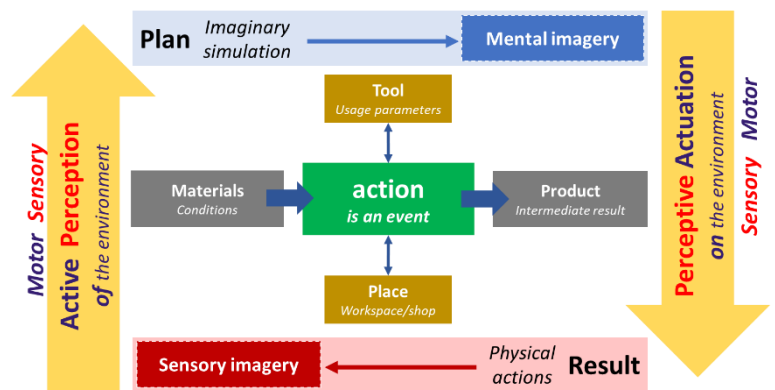 Plan
Imaginary
simulation
Mental imagery
Tool
Usage parameters
Materials
Conditions
action
is an event
Product
Intermediate result
Place
Workspace/shop
Sensory imagery
Physical
actions
Result
Motor Sensory
Active Perception
of the environment
Perceptive Actuation
on the environment
Sensory Motor